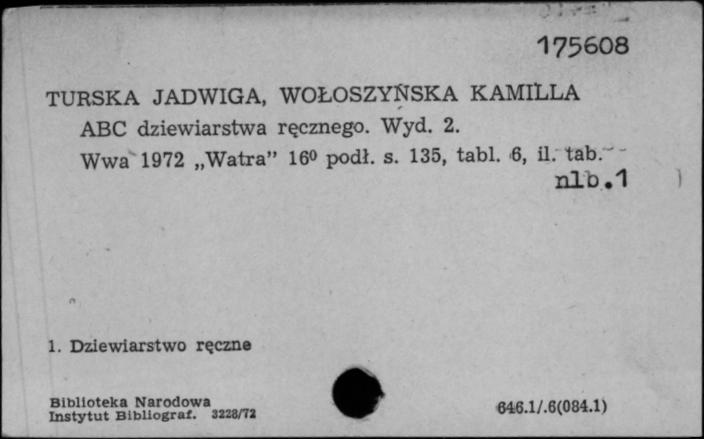 175608
TURSKA JADWIGA, WOŁOSZYŃSKA KAMILLA
ABC dziewiarstwa ręcznego. Wyd. 2.
Wwa 1972 „Watra” 16⁰ podł. s. 135, tabl. 6, il. tab.
nlb.1
1. Dziewiarstwo ręczne
Biblioteka Narodowa
Instytut Bibliograf. 3228/72
646.1/.6(084.1)